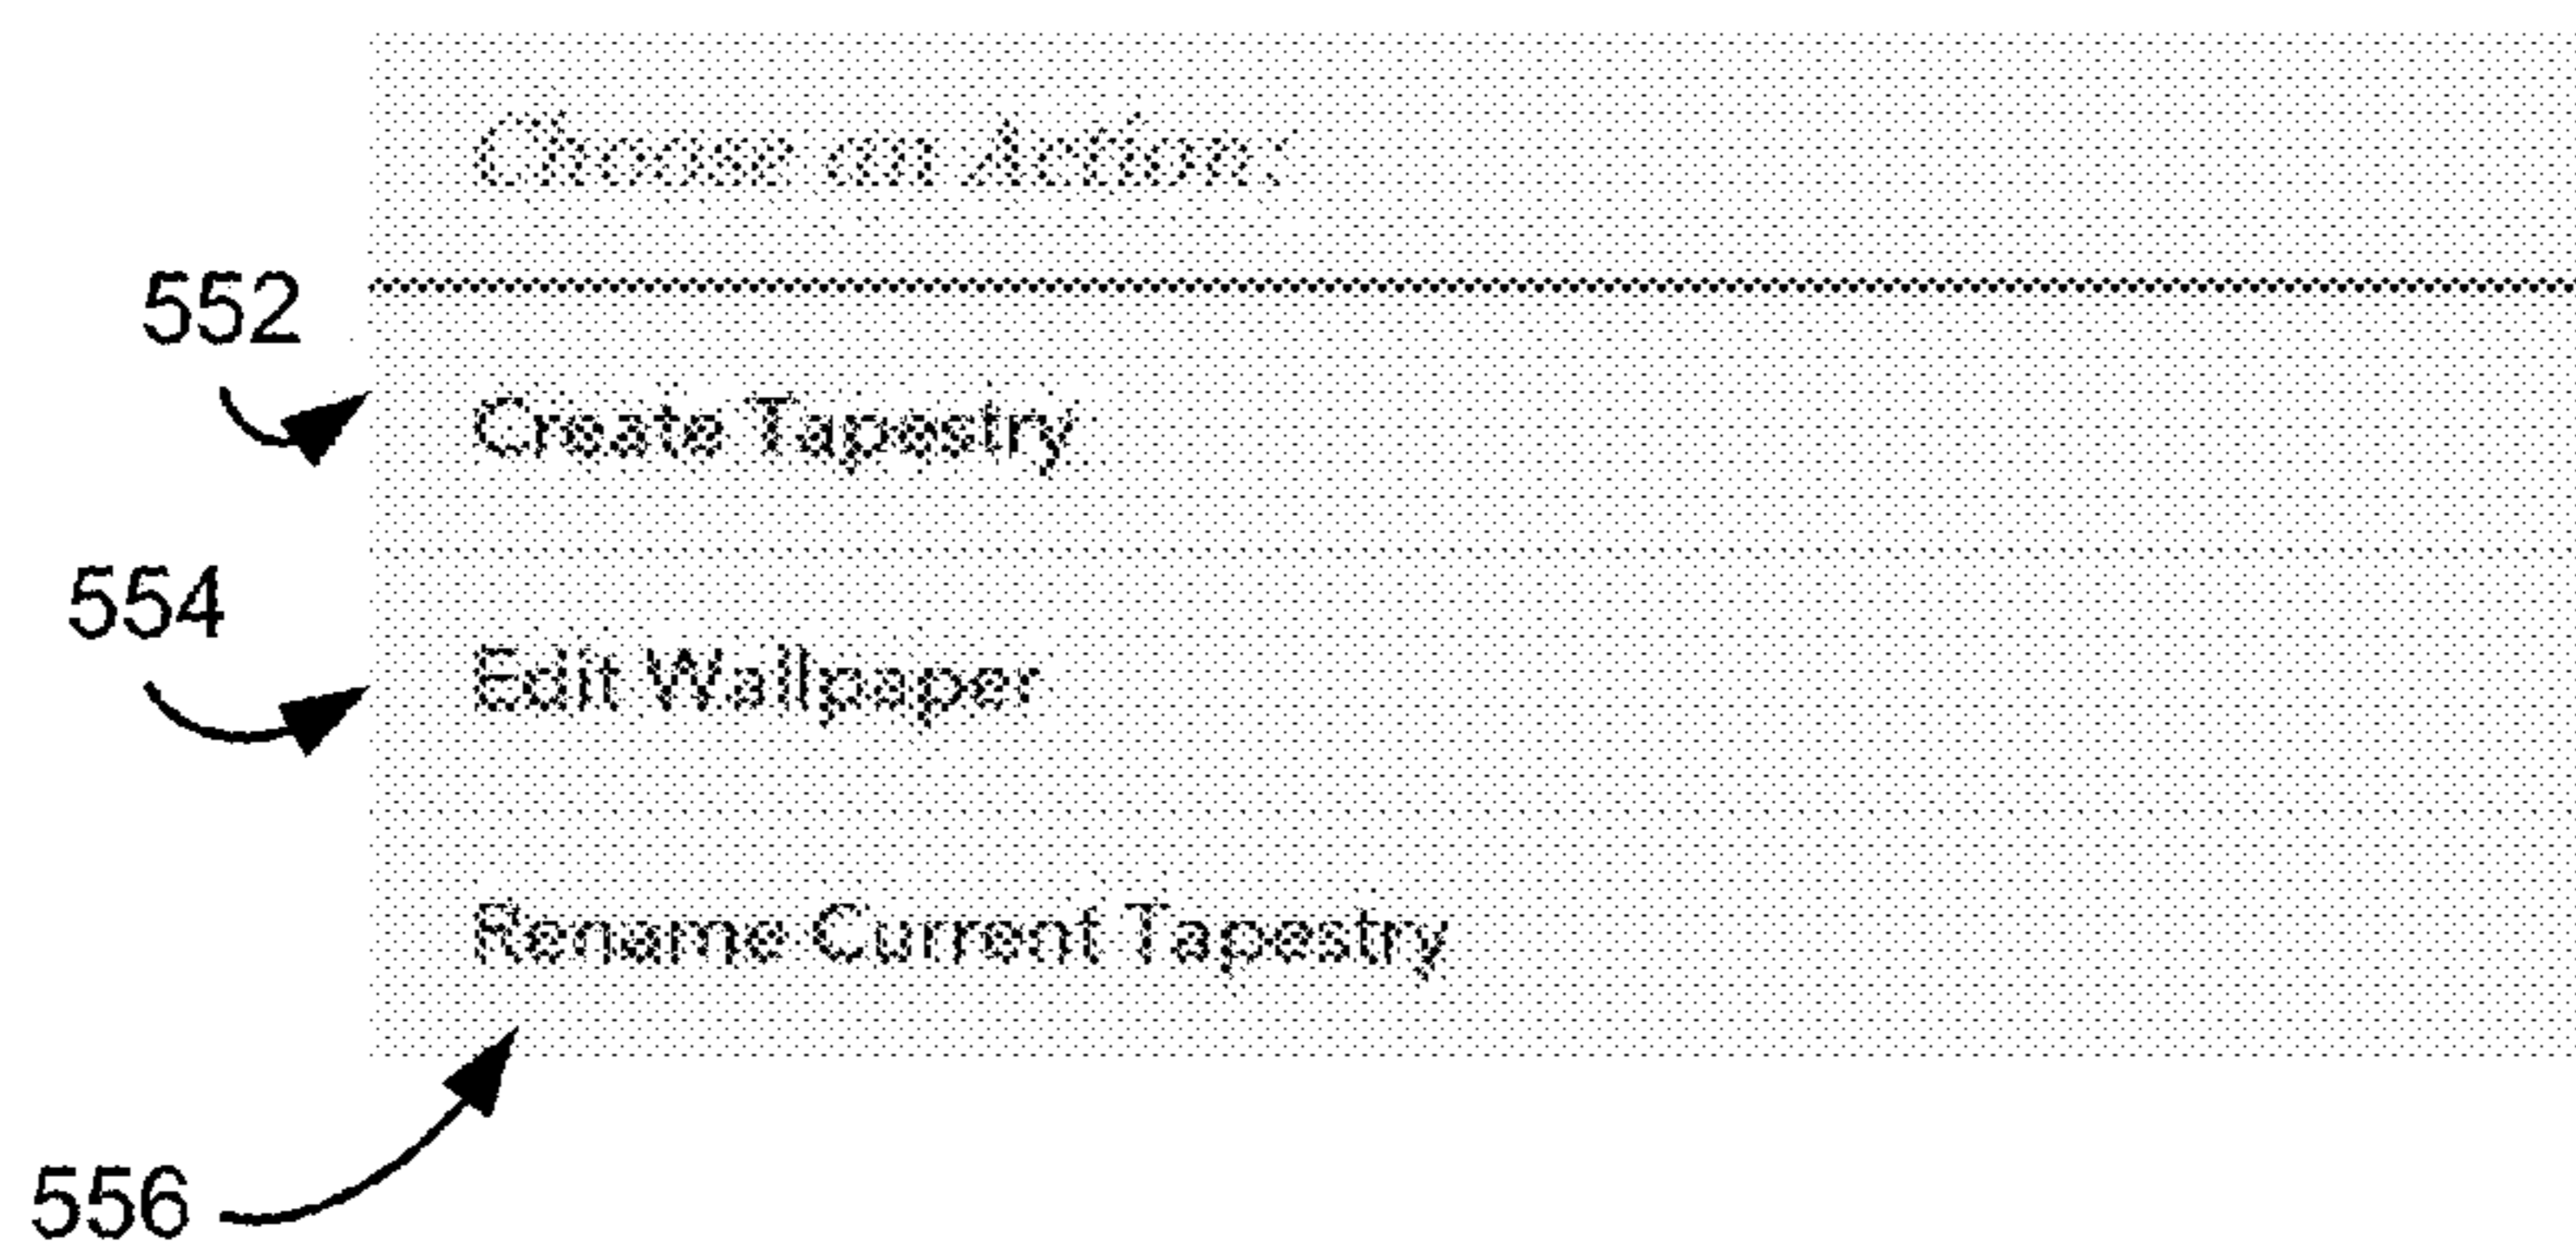 Choose an Action:
552
Create Tapestry
554
Edit Wallpaper
Rename Current Tapestry
556